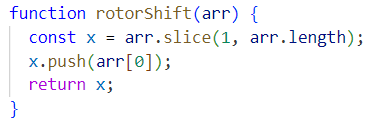 function rotorShift(arr) {
  const x = arr.slice(1, arr.length);
  x.push(arr[0]);
  return x;
}